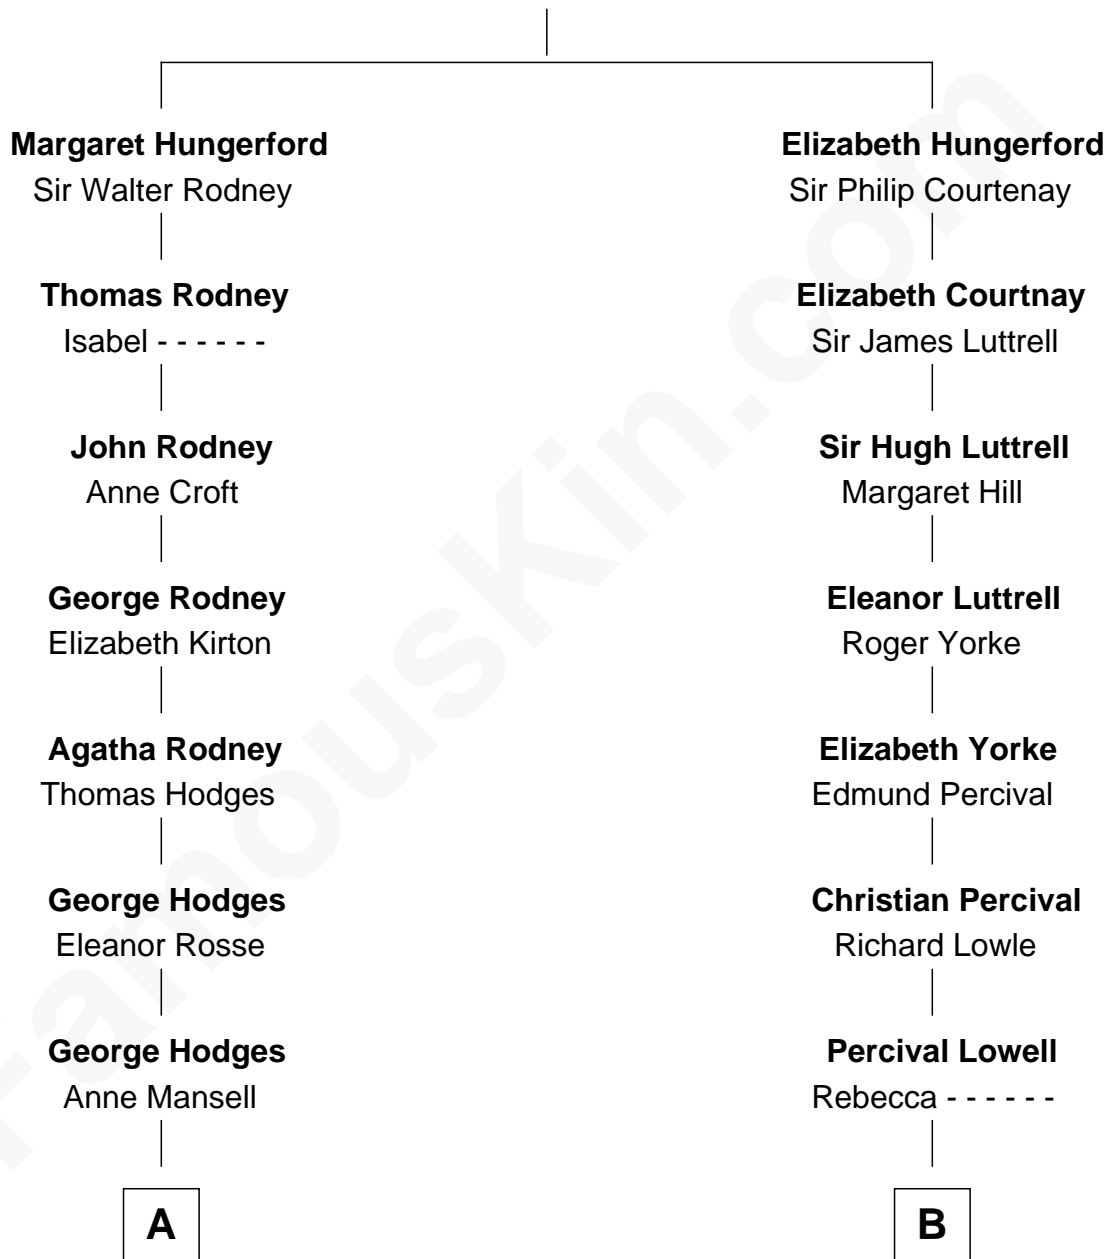 Margaret Hungerford
Sir Walter Rodney
Thomas Rodney
Isabel - - - - - -
John Rodney
Anne Croft
George Rodney
Elizabeth Kirton
Agatha Rodney
Thomas Hodges
George Hodges
Eleanor Rosse
George Hodges
Anne Mansell
A
Elizabeth Hungerford
Sir Philip Courtenay
Elizabeth Courtnay
Sir James Luttrell
Sir Hugh Luttrell
Margaret Hill
Eleanor Luttrell
Roger Yorke
Elizabeth Yorke
Edmund Percival
Christian Percival
Richard Lowle
Percival Lowell
Rebecca - - - - - -
B
FamousKin.com